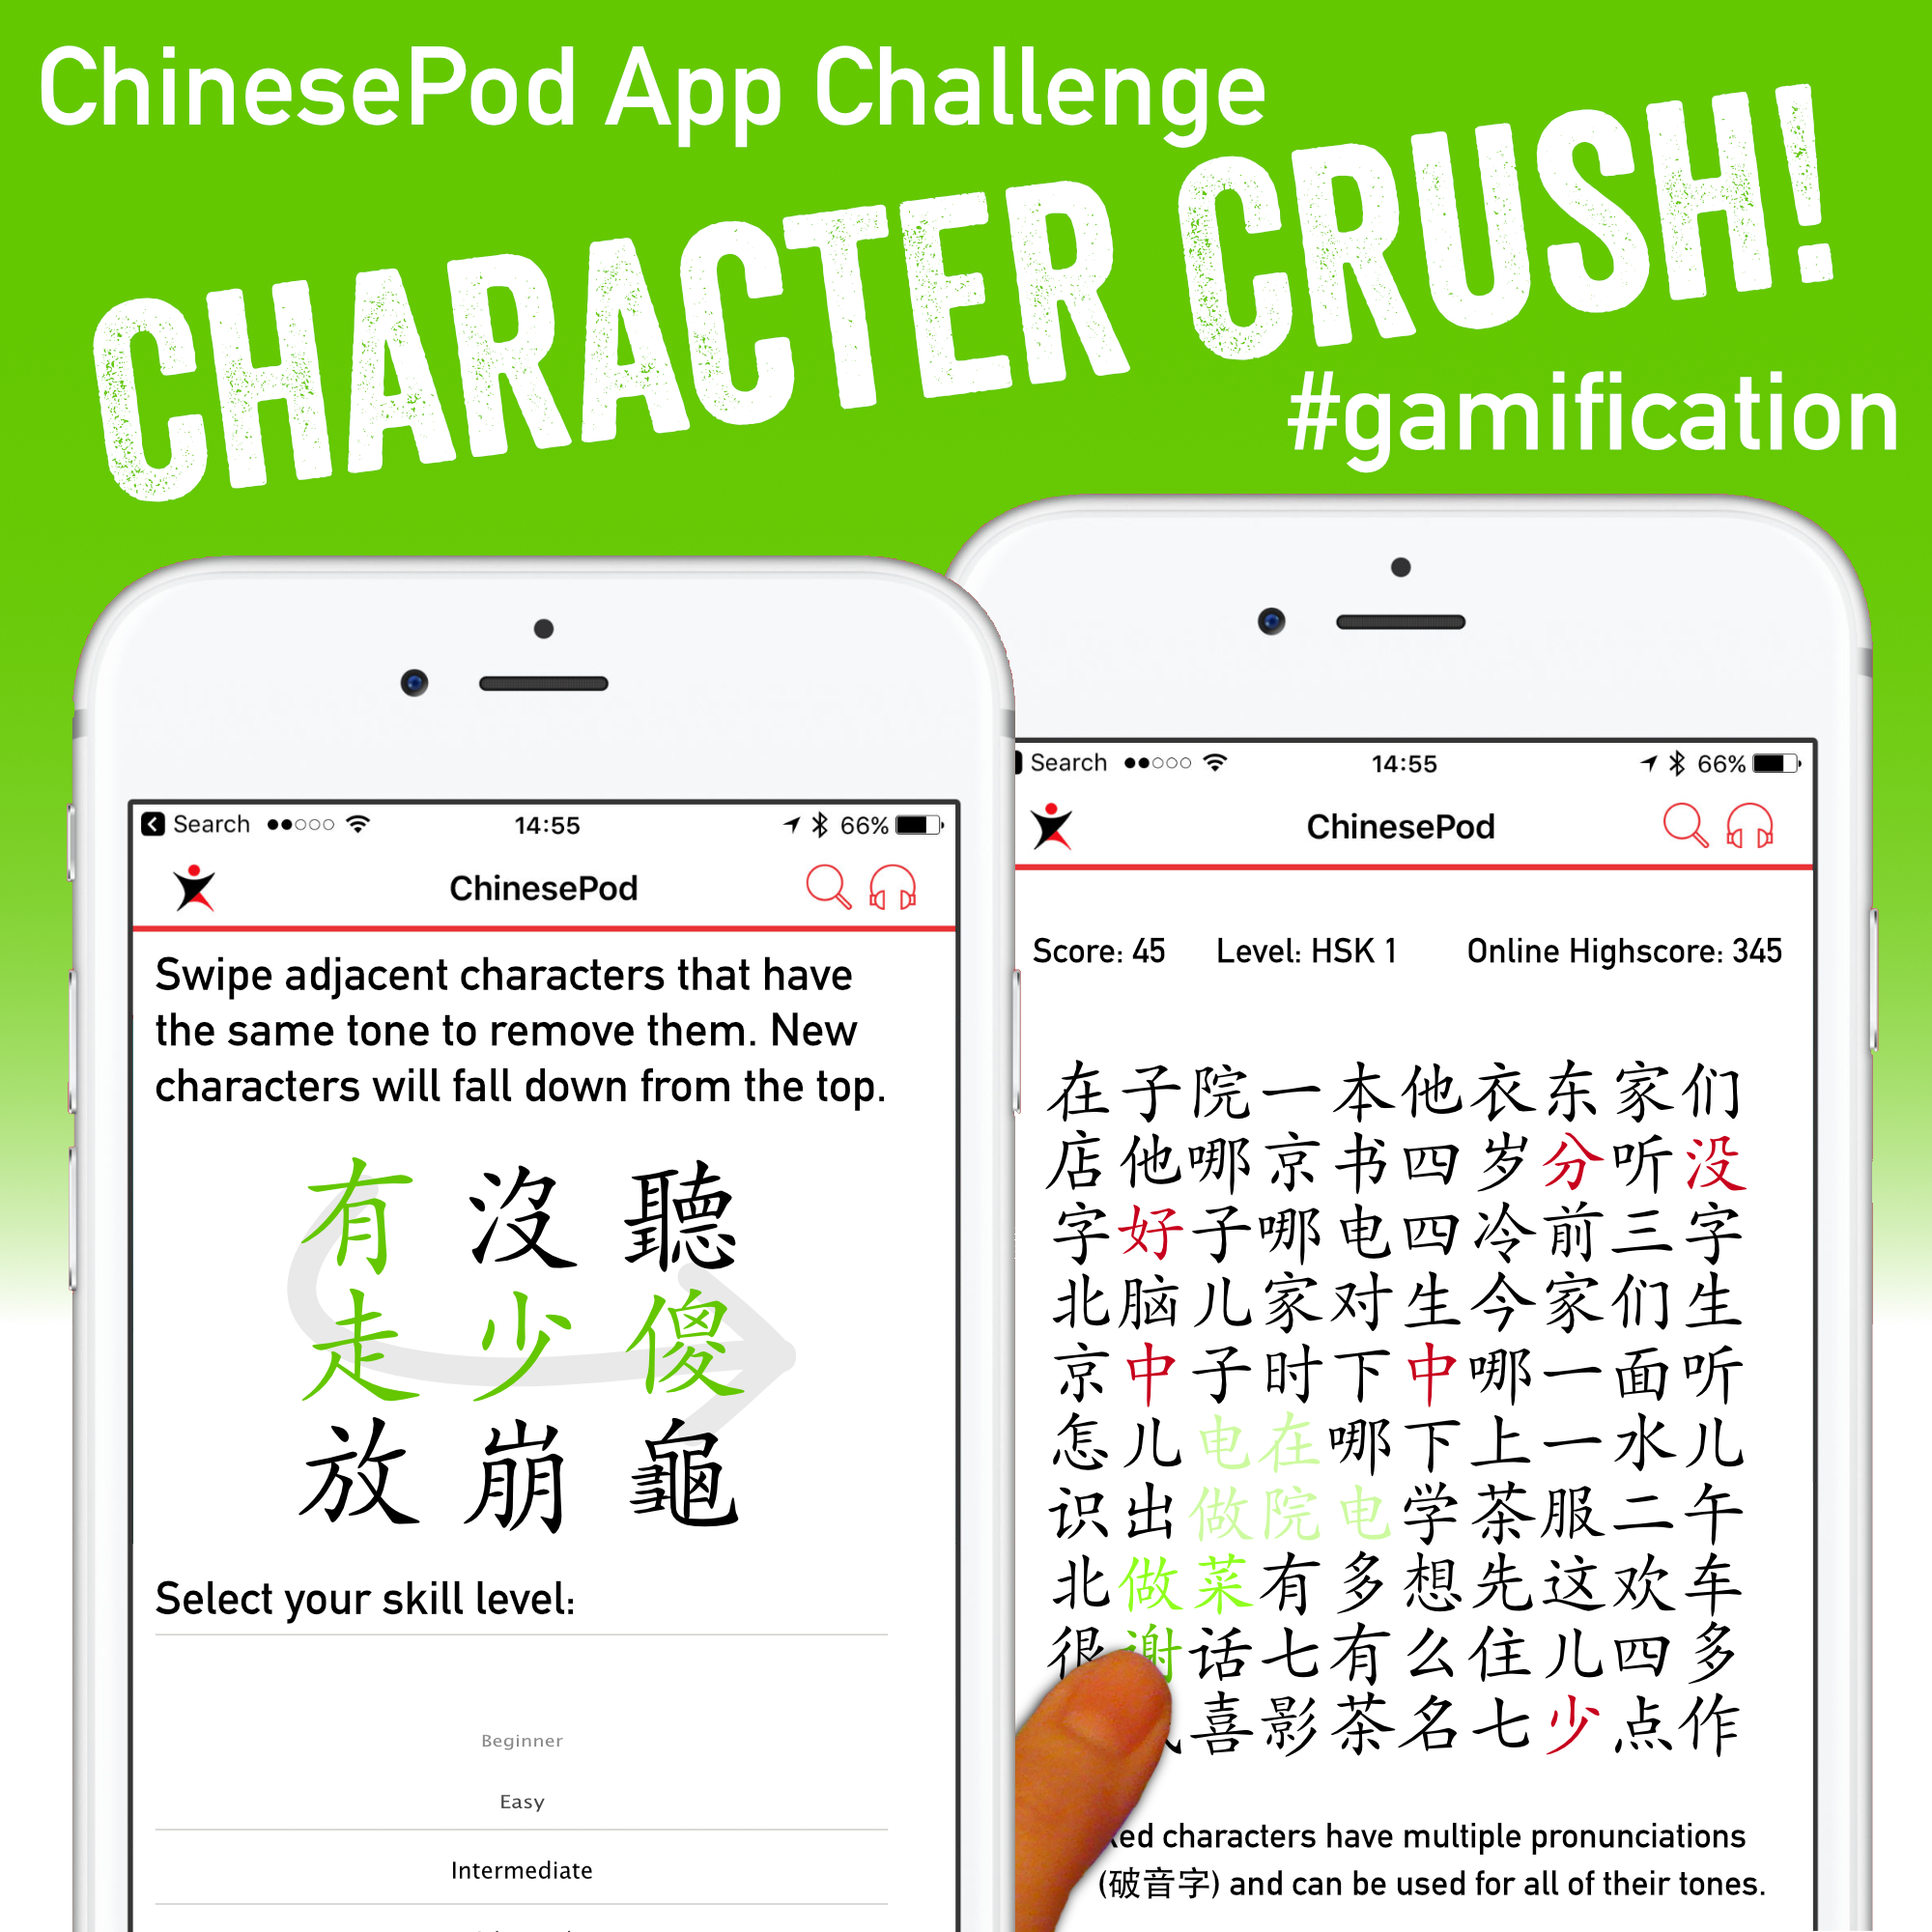 ChinesePod App Challenge
CHARACTER CRUSH!
#gamification
Search 14:55 66%
ChinesePod
Swipe adjacent characters that have
the same tone to remove them. New
characters will fall down from the top.
有 沒 聽
走 少 傻
放 崩 龜
Select your skill level:
Beginner
Easy
Intermediate
Search 14:55 66%
ChinesePod
Score: 45 Level: HSK 1 Online Highscore: 345
在子院一本他衣东家们
店他哪京书四岁分听没
字好子哪电四冷前三字
北脑儿家对生今家们生
京中子时下中哪一面听
怎儿电在哪下上一水儿
识出做院电学茶服二午
北做菜有多想先这欢车
很谢话七有么住儿四多
喜影茶名七少点作
Red characters have multiple pronunciations
(破音字) and can be used for all of their tones.